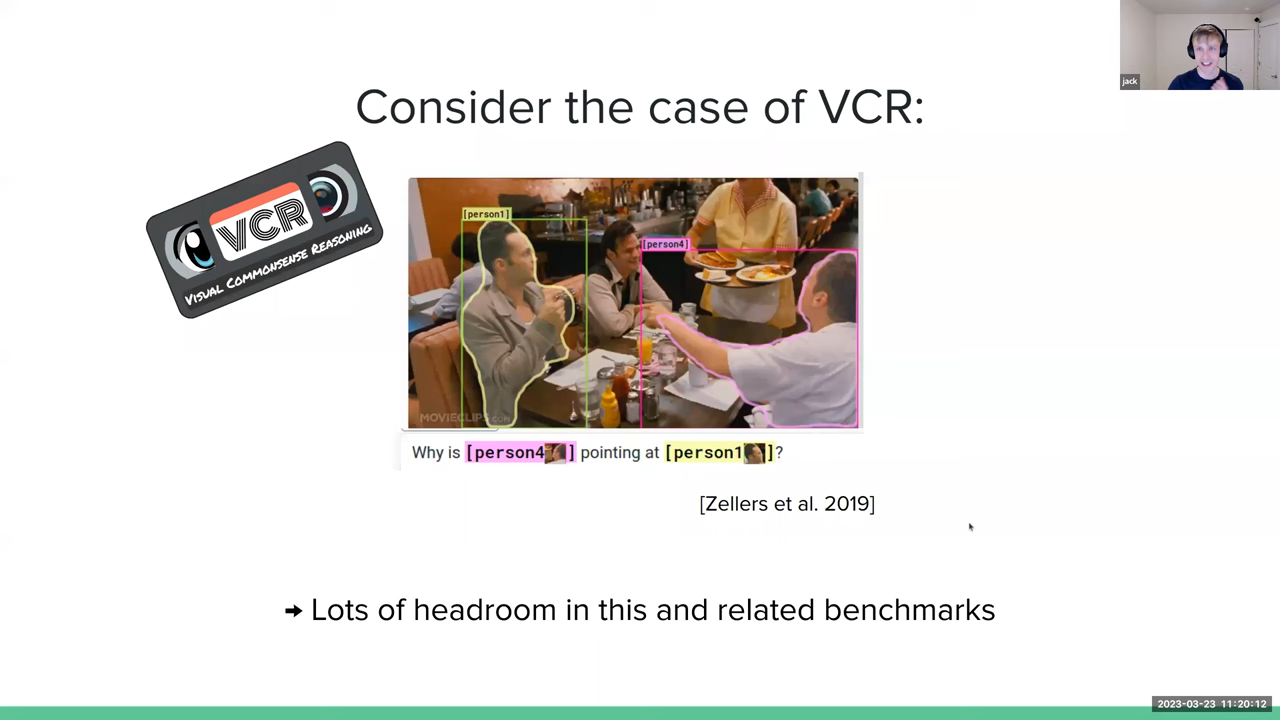 jack
Consider the case of VCR:
VCR
VISUAL COMMONSENSE REASONING
[person1]
[person4]
MOVIECLIPS.com
Why is [person4] pointing at [person1]?
[Zellers et al. 2019]
➜ Lots of headroom in this and related benchmarks
2023-03-23 11:20:12